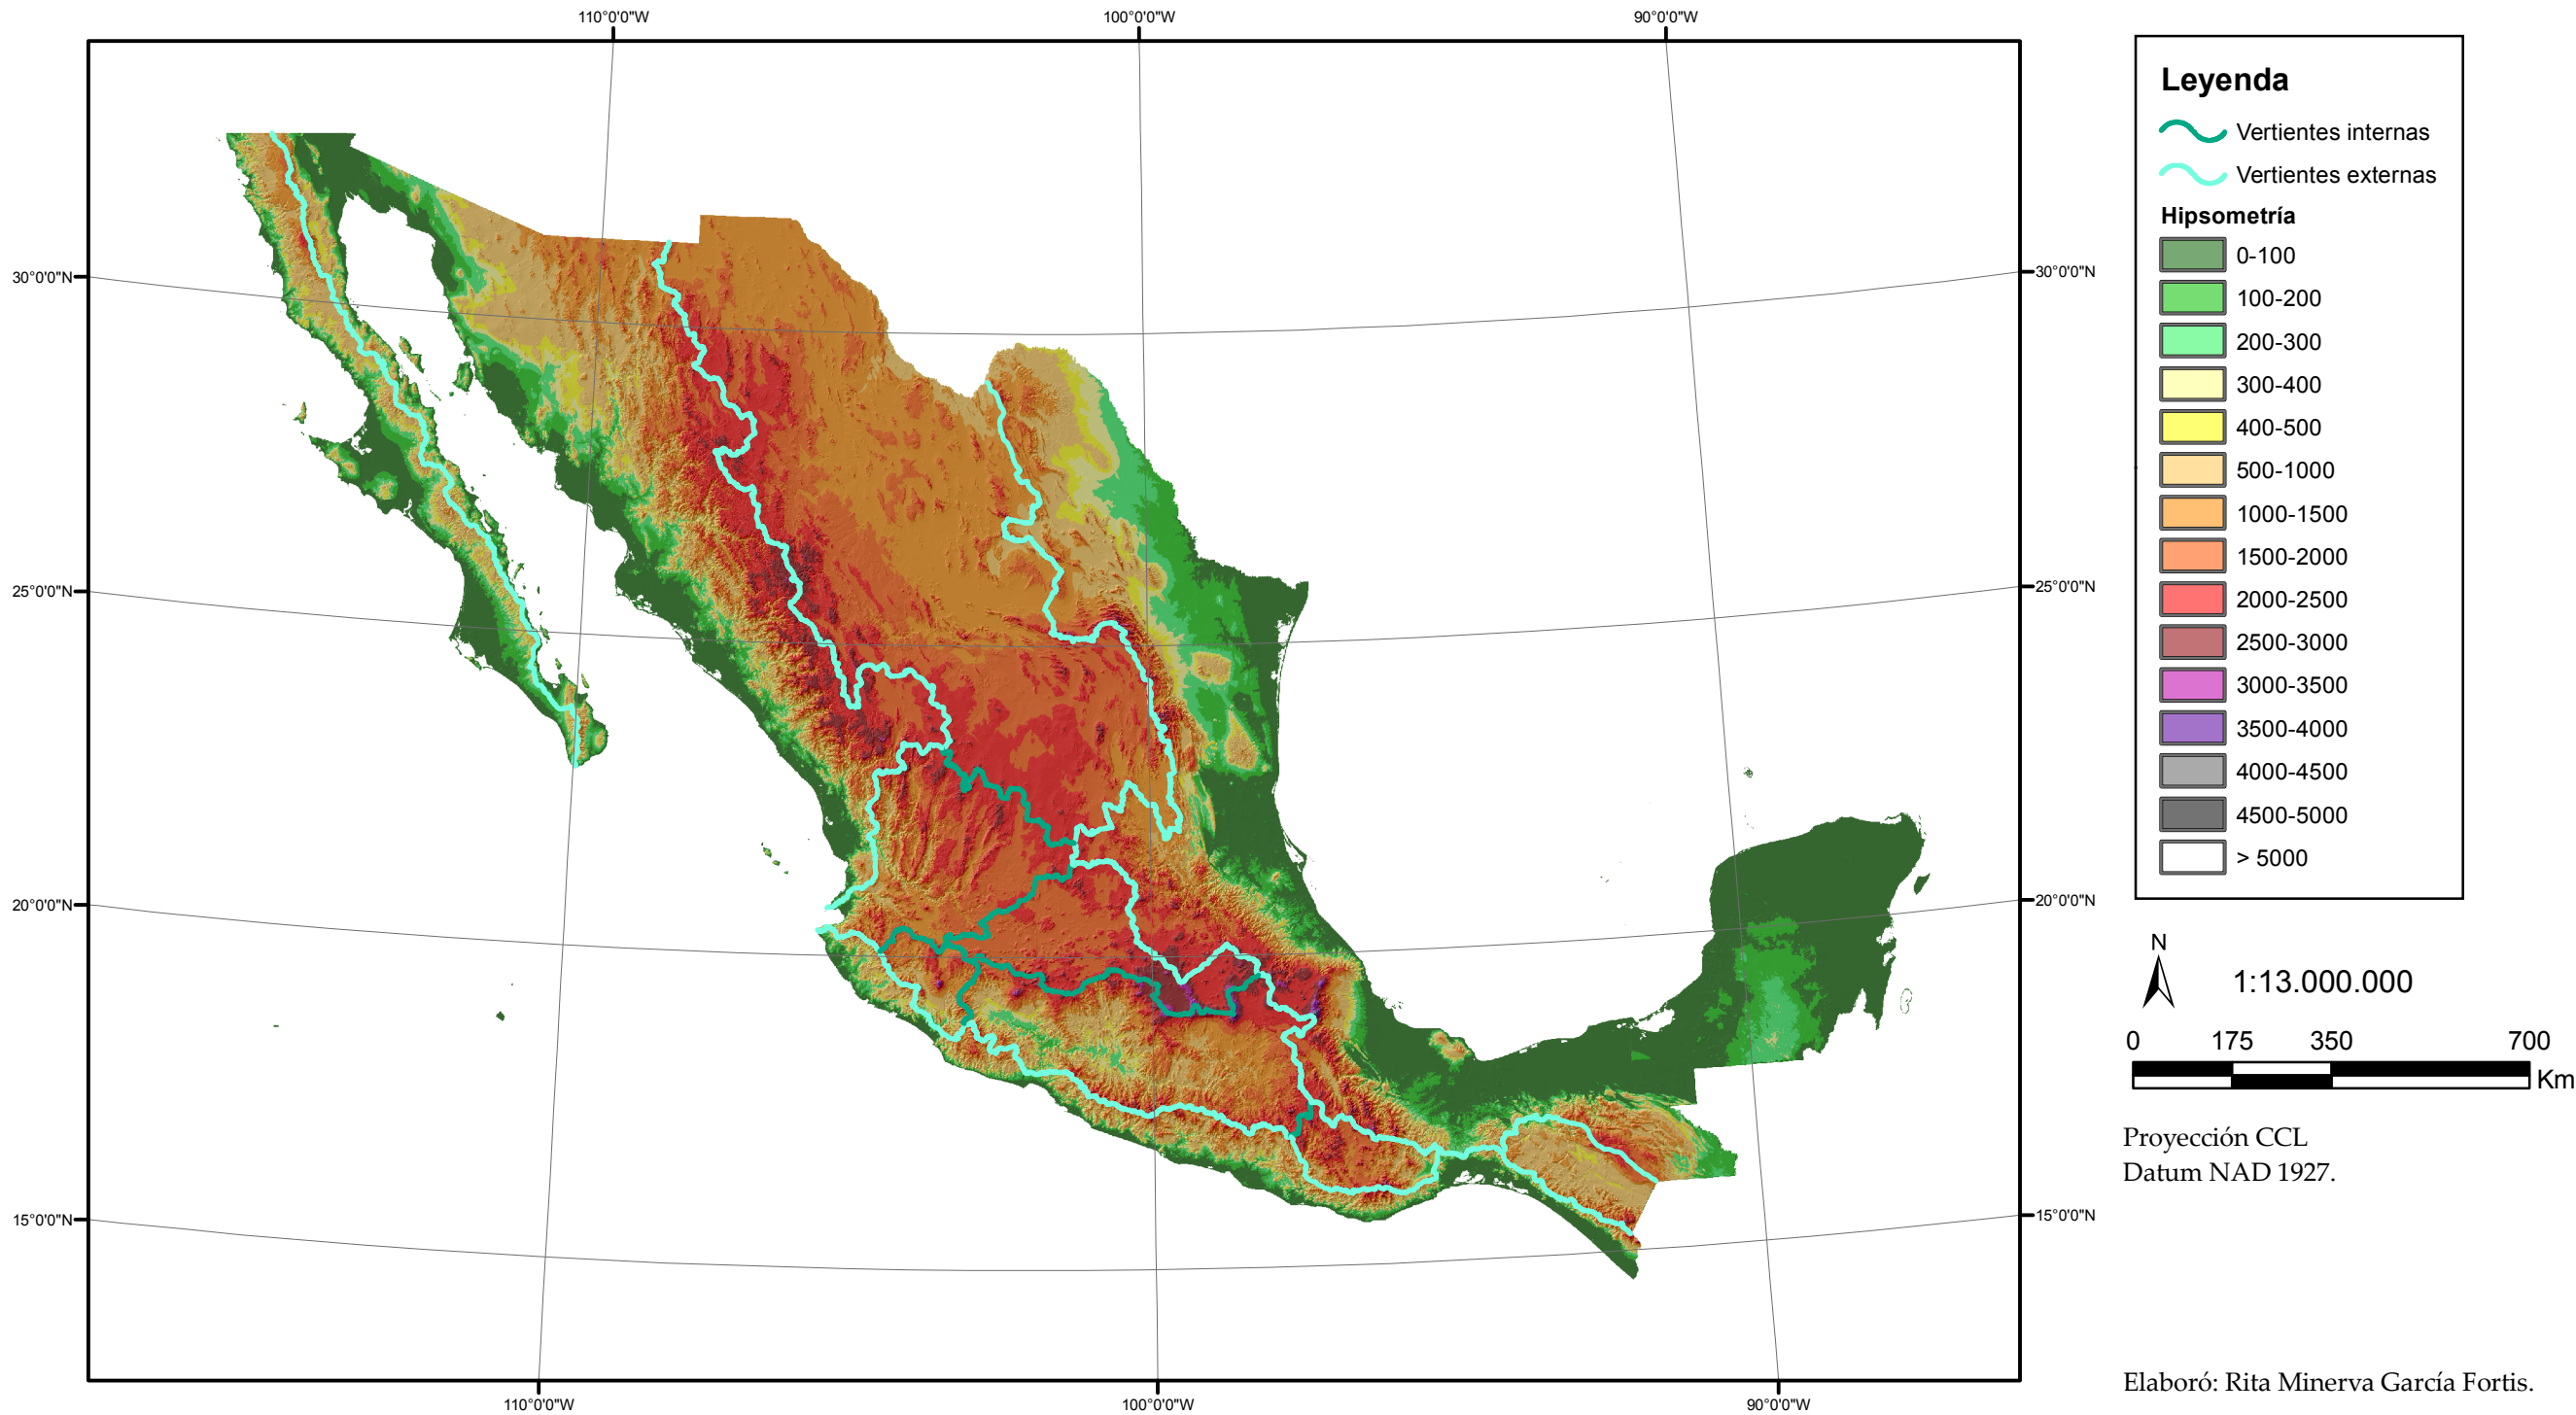 110°0'0"W 100°0'0"W 90°0'0"W
30°0'0"N
25°0'0"N
20°0'0"N
15°0'0"N
30°0'0"N
25°0'0"N
20°0'0"N
15°0'0"N
110°0'0"W 100°0'0"W 90°0'0"W
Leyenda
Vertientes internas
Vertientes externas
Hipsometría
0-100
100-200
200-300
300-400
400-500
500-1000
1000-1500
1500-2000
2000-2500
2500-3000
3000-3500
3500-4000
4000-4500
4500-5000
> 5000
N
1:13.000.000
0 175 350 700
Km
Proyección CCL
Datum NAD 1927.
Elaboró: Rita Minerva García Fortis.